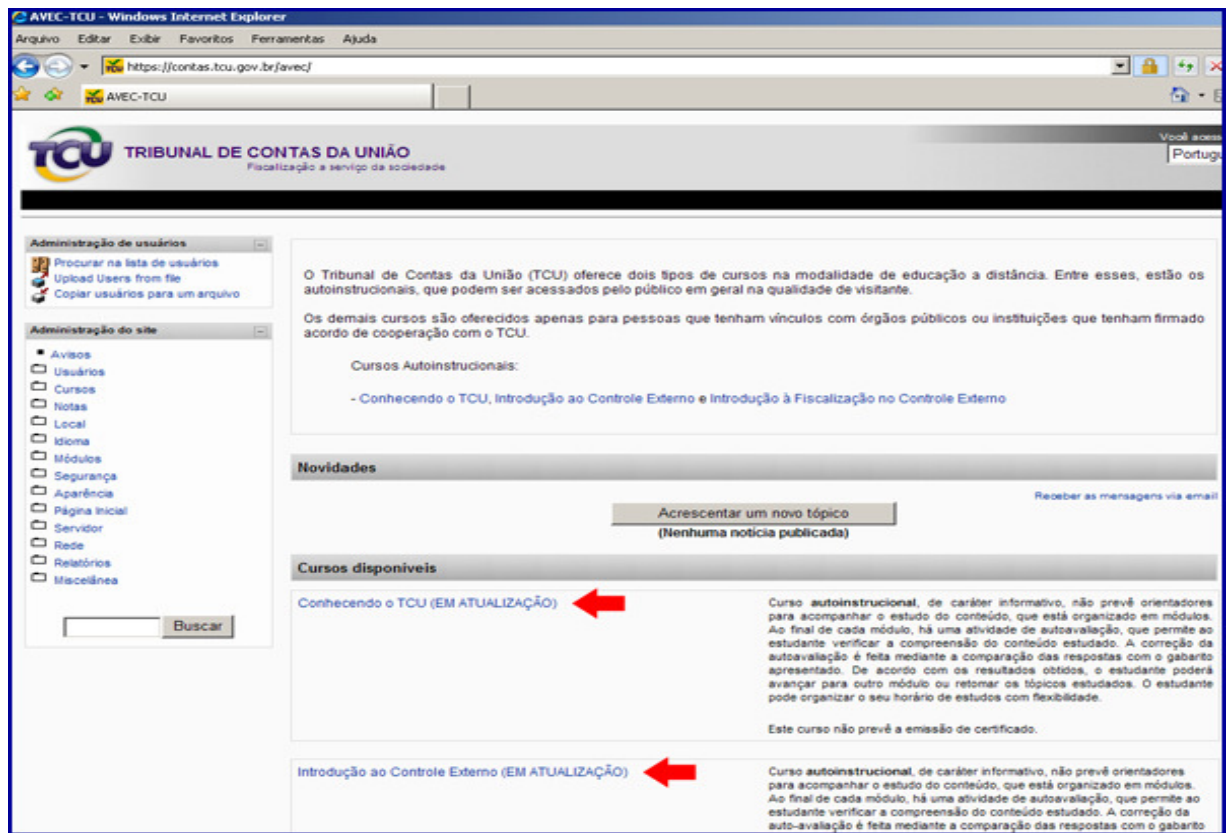 AVEC-TCU - Windows Internet Explorer
Arquivo Editar Exibir Favoritos Ferramentas Ajuda
https://contas.tcu.gov.br/avec/
AVEC-TCU
Você
TCU TRIBUNAL DE CONTAS DA UNIÃO
Fiscalização a serviço da sociedade
Administração de usuários
Procurar na lista de usuários
Upload Users from file
Copiar usuários para um arquivo
Administração do site
Avisos
Usuários
Cursos
Notas
Local
Idioma
Módulos
Segurança
Aparência
Página Inicial
Servidor
Rede
Relatórios
Miscelânea
Buscar
O Tribunal de Contas da União (TCU) oferece dois tipos de cursos na modalidade de educação a distância. Entre esses, estão os
autoinstrucionais, que podem ser acessados pelo público em geral na qualidade de visitante.
Os demais cursos são oferecidos apenas para pessoas que tenham vínculos com órgãos públicos ou instituições que tenham firmado
acordo de cooperação com o TCU.
Cursos Autoinstrucionais:
- Conhecendo o TCU, Introdução ao Controle Externo e Introdução à Fiscalização no Controle Externo
Novidades
Receber as mensagens via email
Acrescentar um novo tópico
(Nenhuma notícia publicada)
Cursos disponíveis
Conhecendo o TCU (EM ATUALIZAÇÃO)
Curso autoinstrucional, de caráter informativo, não prevê orientadores
para acompanhar o estudo do conteúdo, que está organizado em módulos.
Ao final de cada módulo, há uma atividade de autoavaliação, que permite ao
estudante verificar a compreensão do conteúdo estudado. A correção da
autoavaliação é feita mediante a comparação das respostas com o gabarito
apresentado. De acordo com os resultados obtidos, o estudante poderá
avançar para outro módulo ou retomar os tópicos estudados. O estudante
pode organizar o seu horário de estudos com flexibilidade.
Este curso não prevê a emissão de certificado.
Introdução ao Controle Externo (EM ATUALIZAÇÃO)
Curso autoinstrucional, de caráter informativo, não prevê orientadores
para acompanhar o estudo do conteúdo, que está organizado em módulos.
Ao final de cada módulo, há uma atividade de autoavaliação, que permite ao
estudante verificar a compreensão do conteúdo estudado. A correção da
auto-avaliação é feita mediante a comparação das respostas com o gabarito